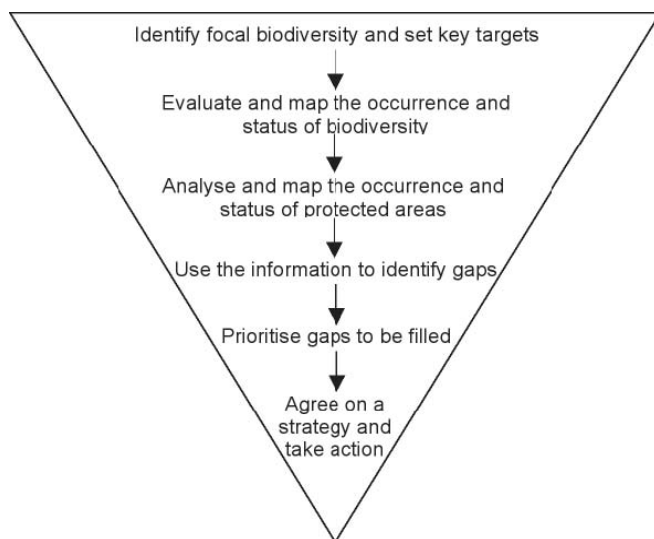 Identify focal biodiversity and set key targets
Evaluate and map the occurrence and
status of biodiversity
Analyse and map the occurrence and
status of protected areas
Use the information to identify gaps
Prioritise gaps to be filled
Agree on a
strategy and
take action